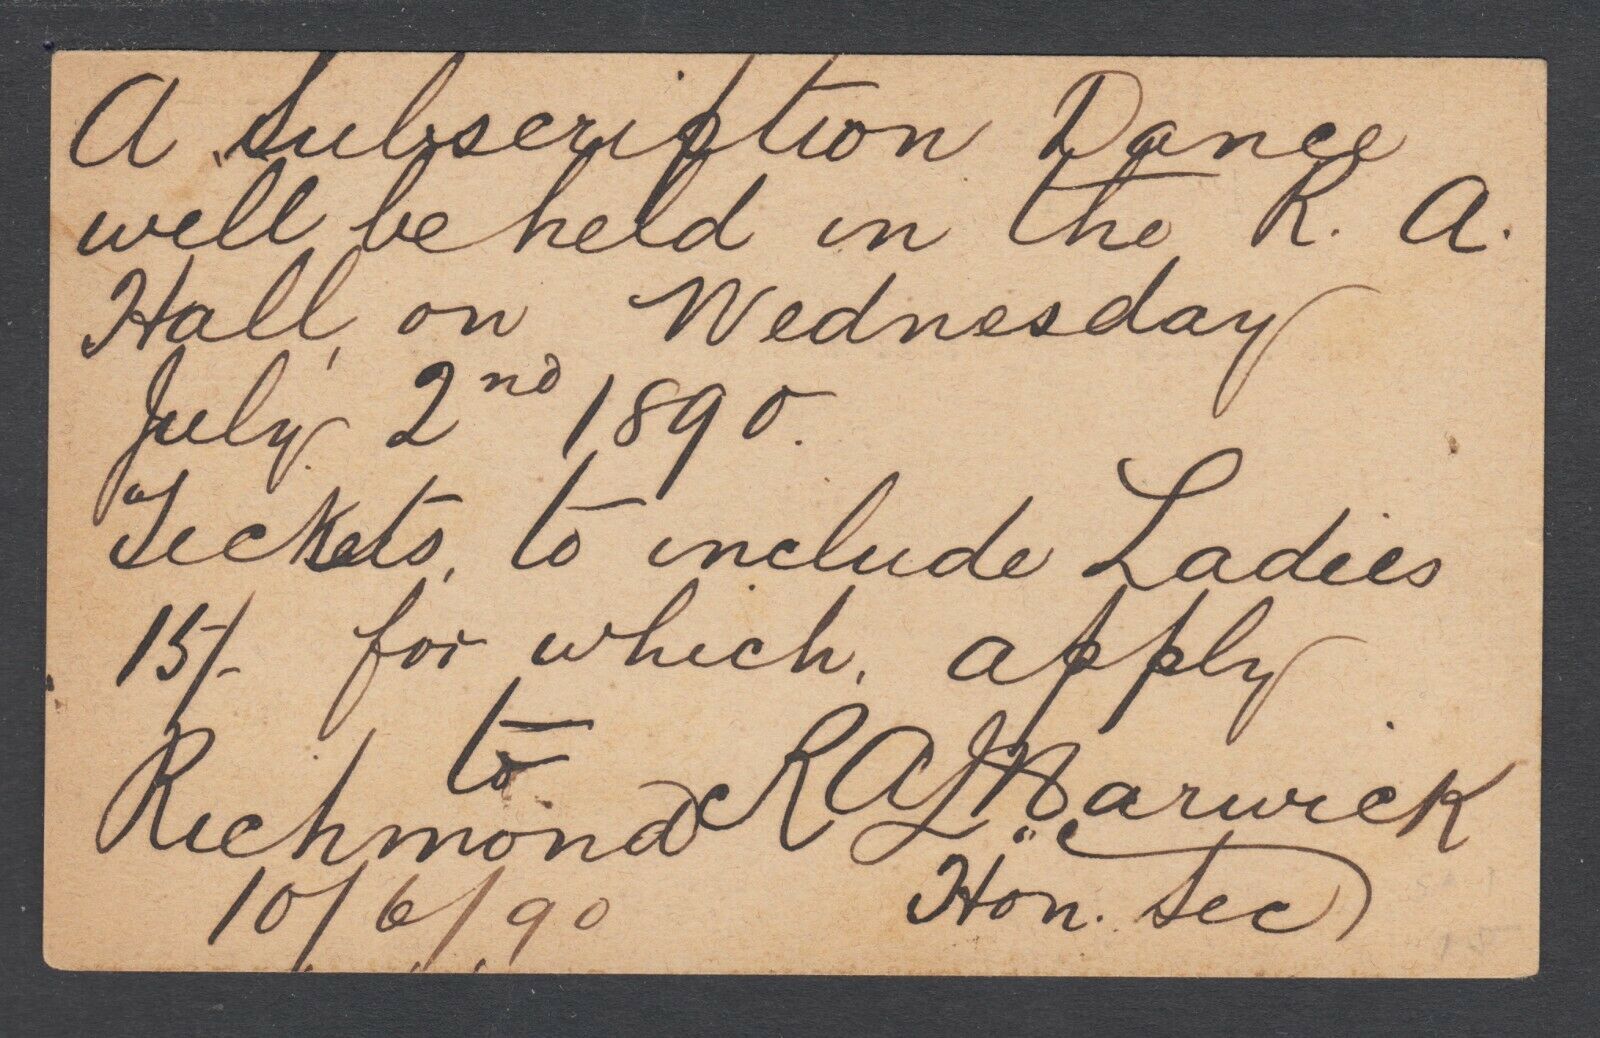 A Subscription Dance
will be held in the R. A.
Hall, on Wednesday
July 2nd 1890.
Tickets, to include Ladies
15/- for which, apply
to
Richmond R A J Warwick
10/6/90 Hon. Sec